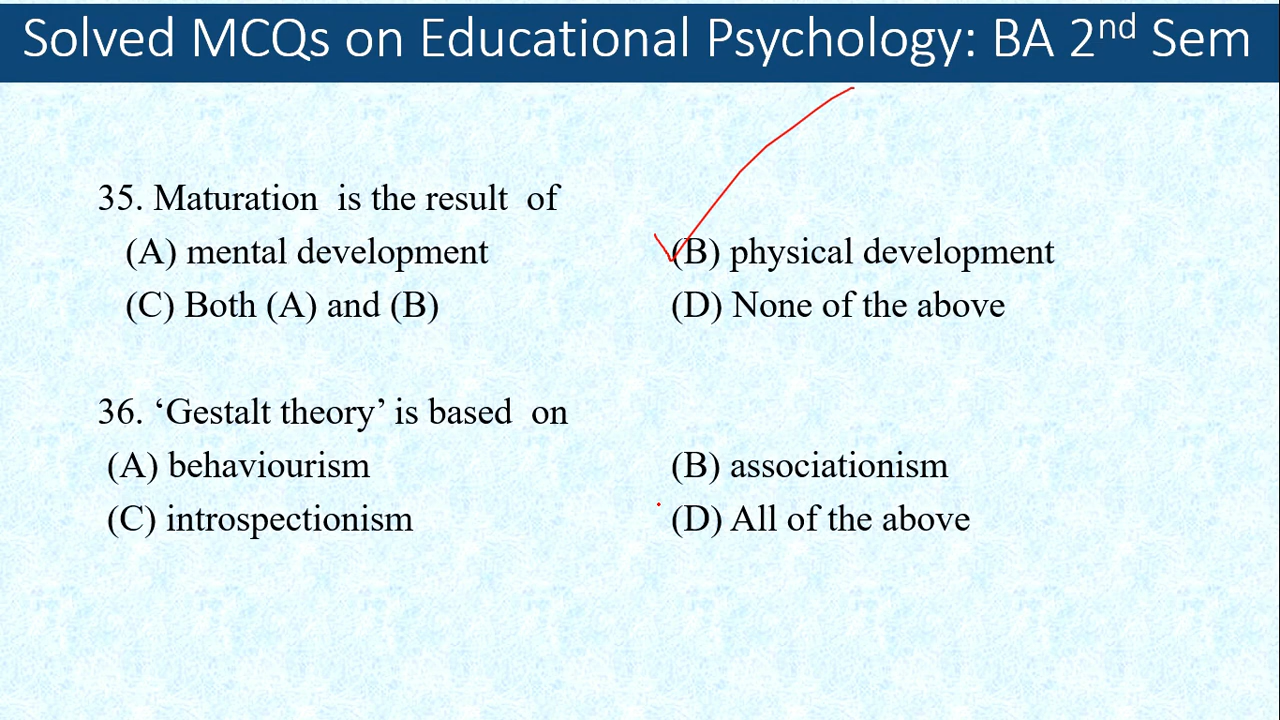 Solved MCQs on Educational Psychology: BA 2nd Sem
35. Maturation is the result of
(A) mental development (B) physical development
(C) Both (A) and (B) (D) None of the above
36. ‘Gestalt theory’ is based on
(A) behaviourism (B) associationism
(C) introspectionism (D) All of the above